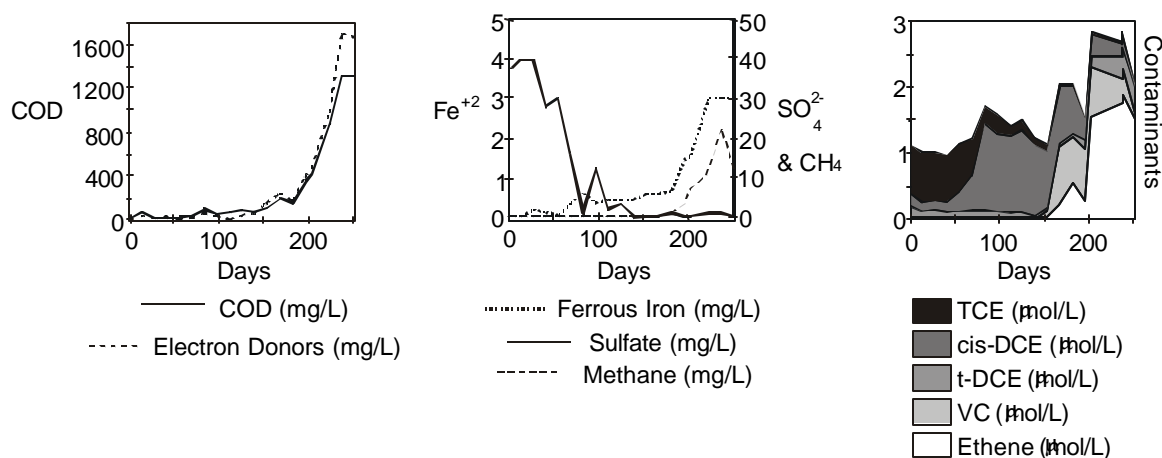 1600
1200
800
400
0
COD
0 100 200
Days
COD (mg/L)
Electron Donors (mg/L)
5
4
3
2
1
0
Fe+2
50
40
30
20
10
0
SO4 2-
& CH4
0 100 200
Days
Ferrous Iron (mg/L)
Sulfate (mg/L)
Methane (mg/L)
3
2
1
0
Contaminants
0 100 200
Days
TCE (µmol/L)
cis-DCE (µmol/L)
t-DCE (µmol/L)
VC (µmol/L)
Ethene (µmol/L)